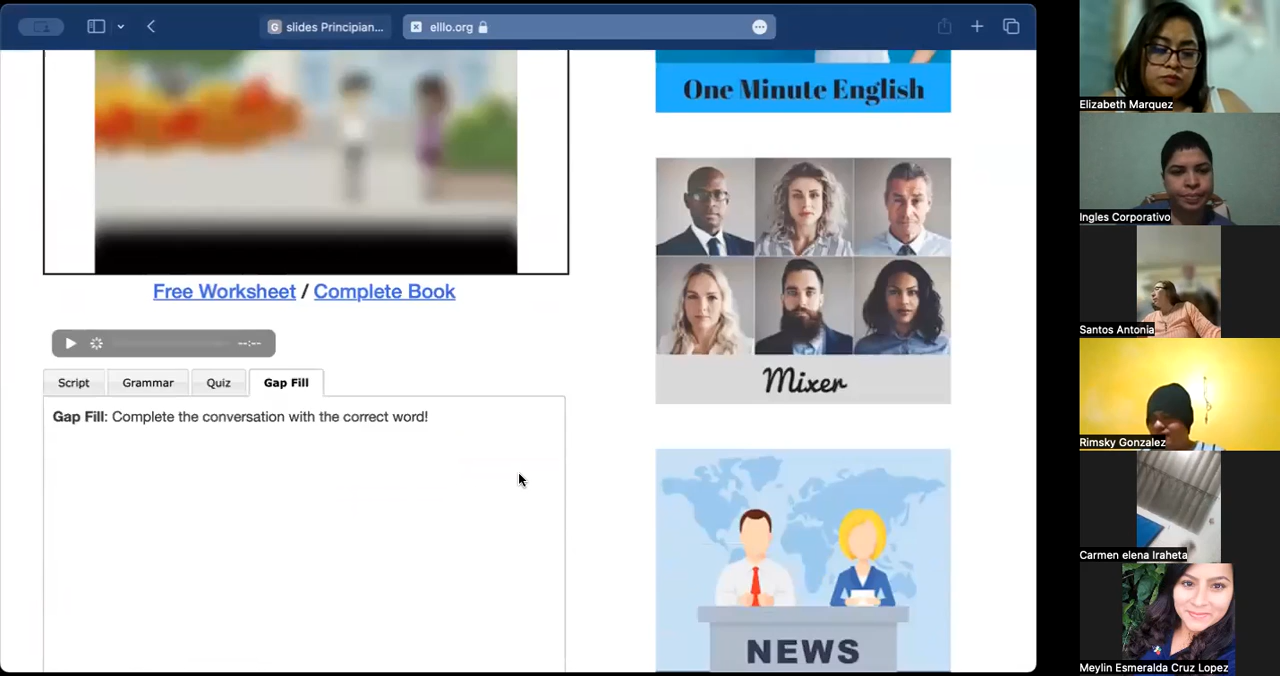 slides Principian...
elllo.org
One Minute English
Free Worksheet / Complete Book
--:--
Script
Grammar
Quiz
Gap Fill
Gap Fill: Complete the conversation with the correct word!
Mixer
NEWS
Elizabeth Marquez
Ingles Corporativo
Santos Antonia
Rimsky Gonzalez
Carmen elena Iraheta
Meylin Esmeralda Cruz Lopez